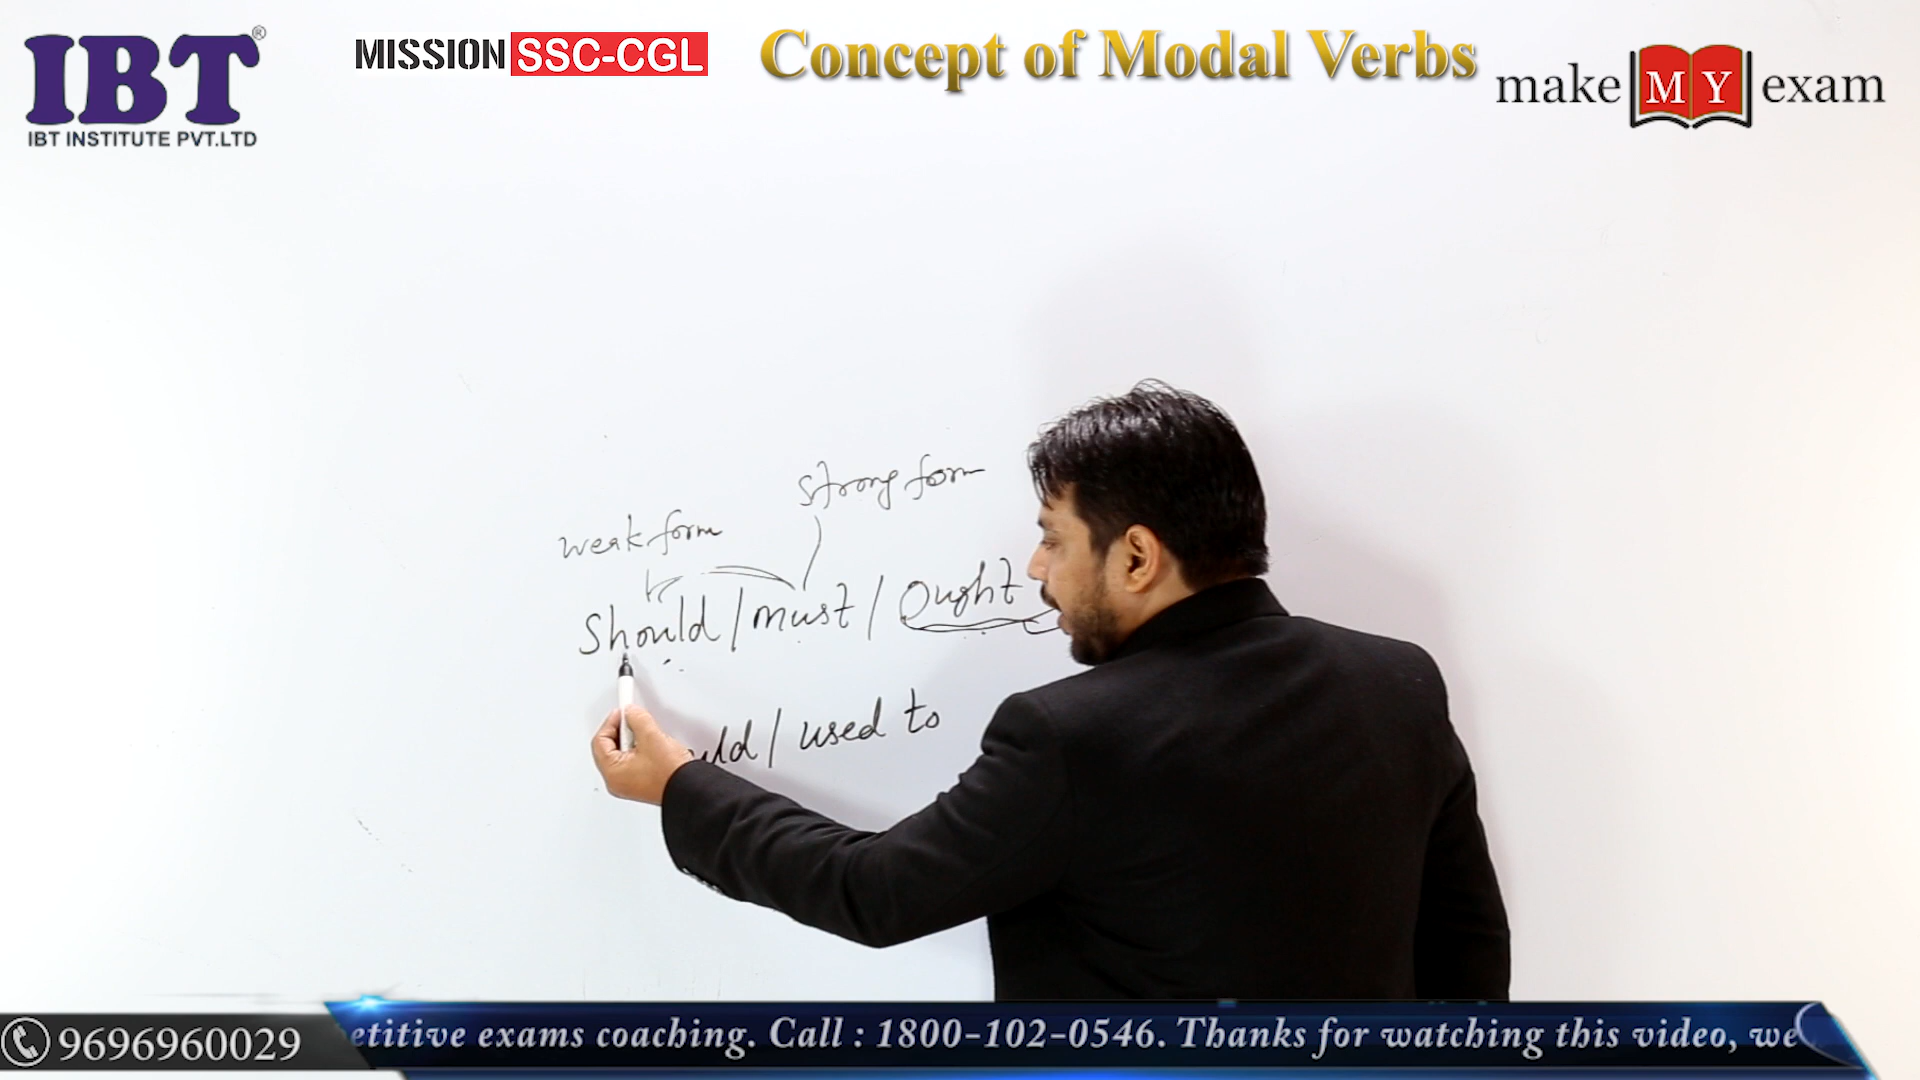 IBT®
IBT INSTITUTE PVT.LTD
MISSION SSC-CGL
Concept of Modal Verbs
make MY exam
strong form
weak form
Should / must / Ought
uld / used to
9696960029
etitive exams coaching. Call : 1800-102-0546. Thanks for watching this video, we